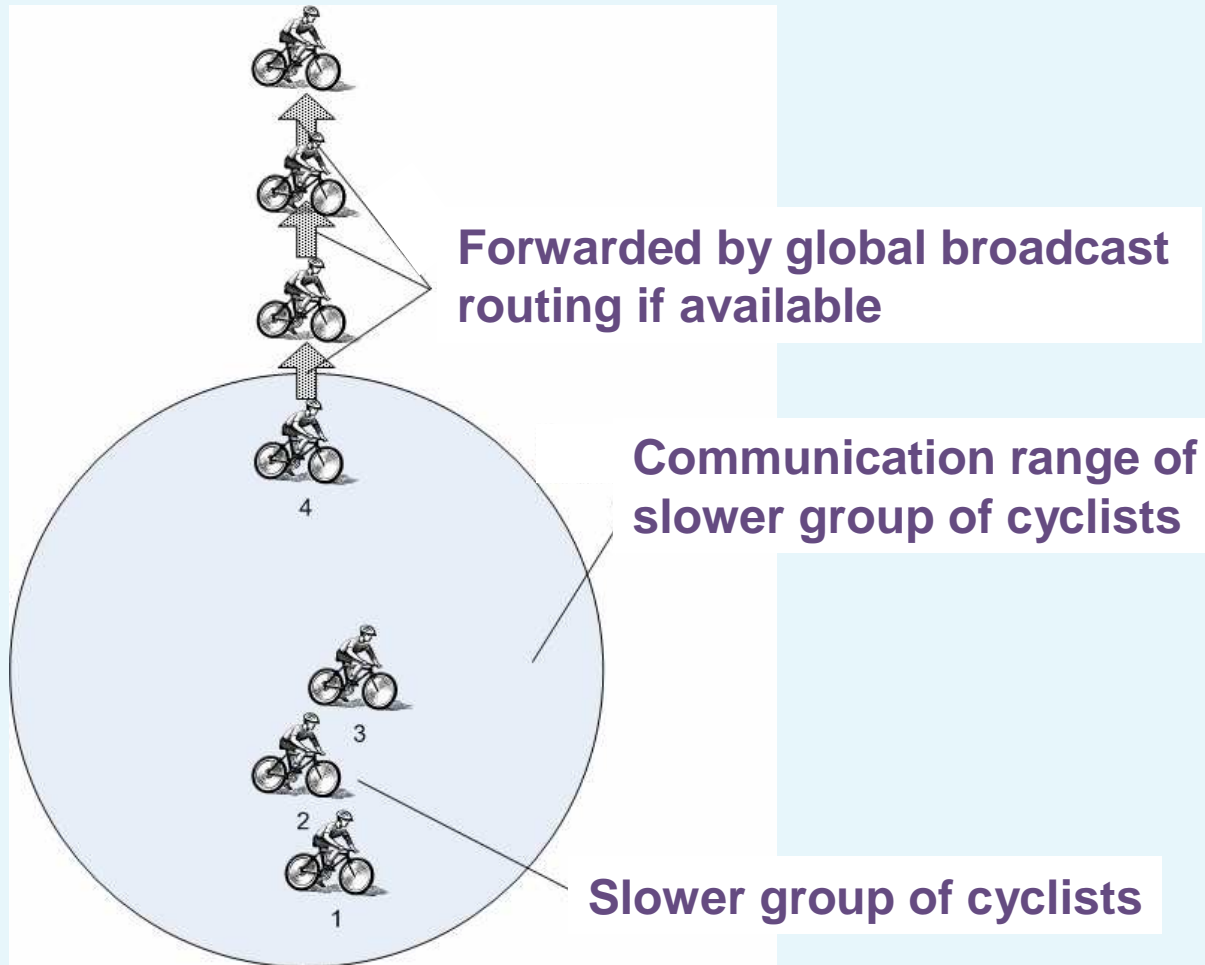 Forwarded by global broadcast
routing if available
4
Communication range of
slower group of cyclists
3
2
Slower group of cyclists
1